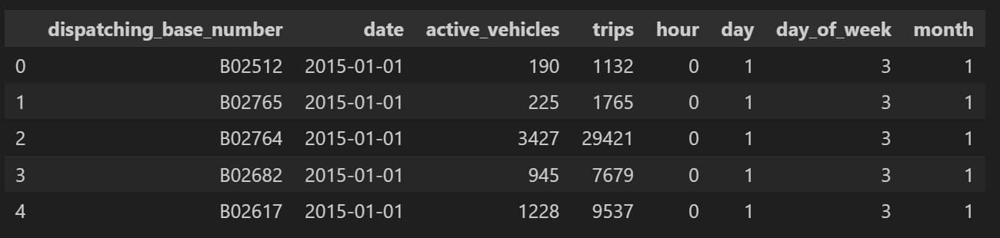 dispatching_base_number date active_vehicles trips hour day day_of_week month
0 B02512 2015-01-01 190 1132 0 1 3 1
1 B02765 2015-01-01 225 1765 0 1 3 1
2 B02764 2015-01-01 3427 29421 0 1 3 1
3 B02682 2015-01-01 945 7679 0 1 3 1
4 B02617 2015-01-01 1228 9537 0 1 3 1